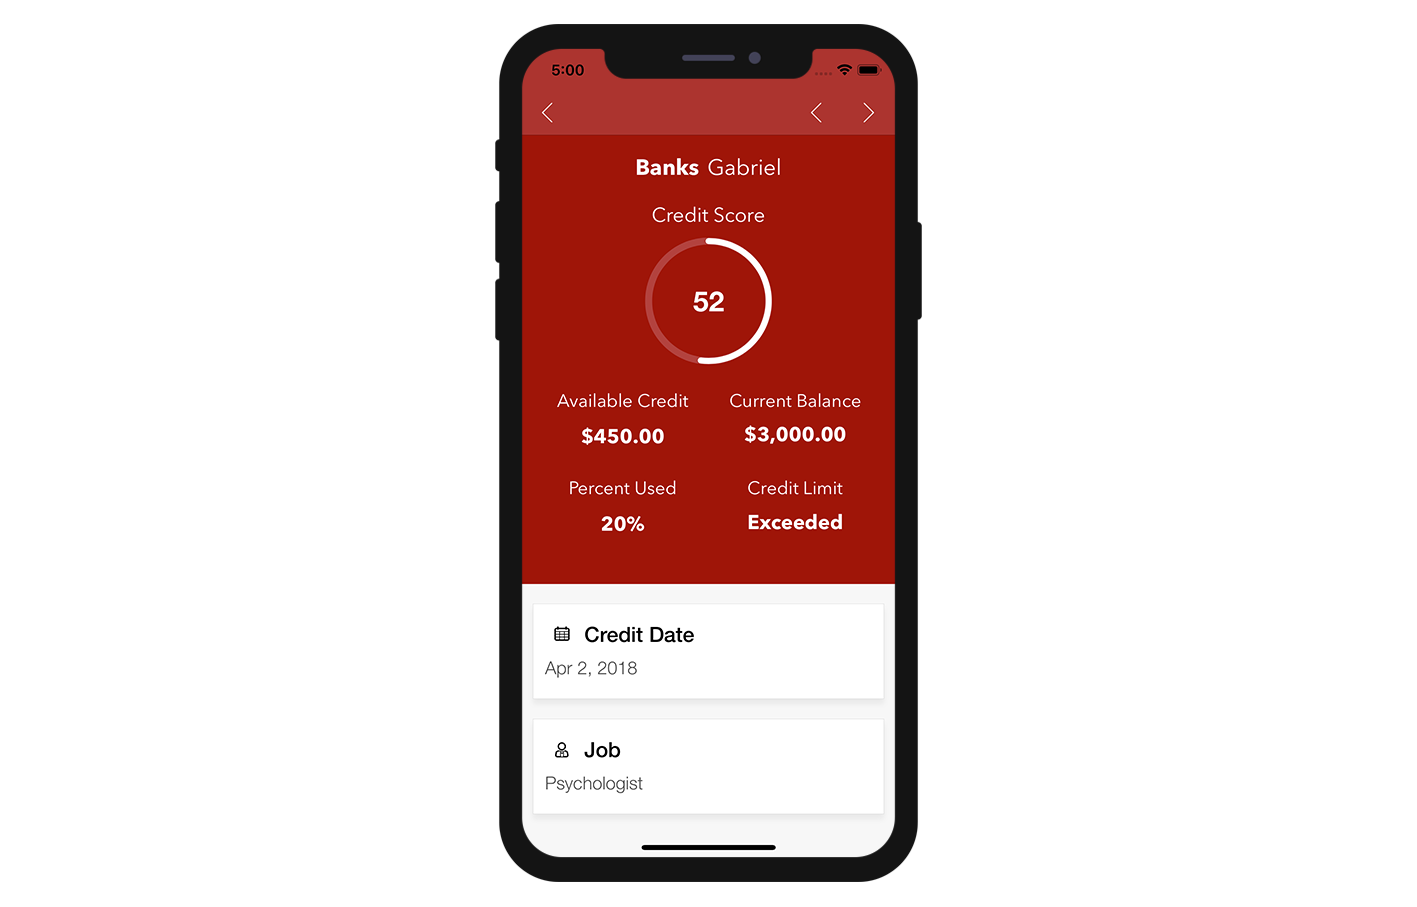 5:00
Banks Gabriel
Credit Score
52
Available Credit Current Balance
$450.00 $3,000.00
Percent Used Credit Limit
20% Exceeded
Credit Date
Apr 2, 2018
Job
Psychologist